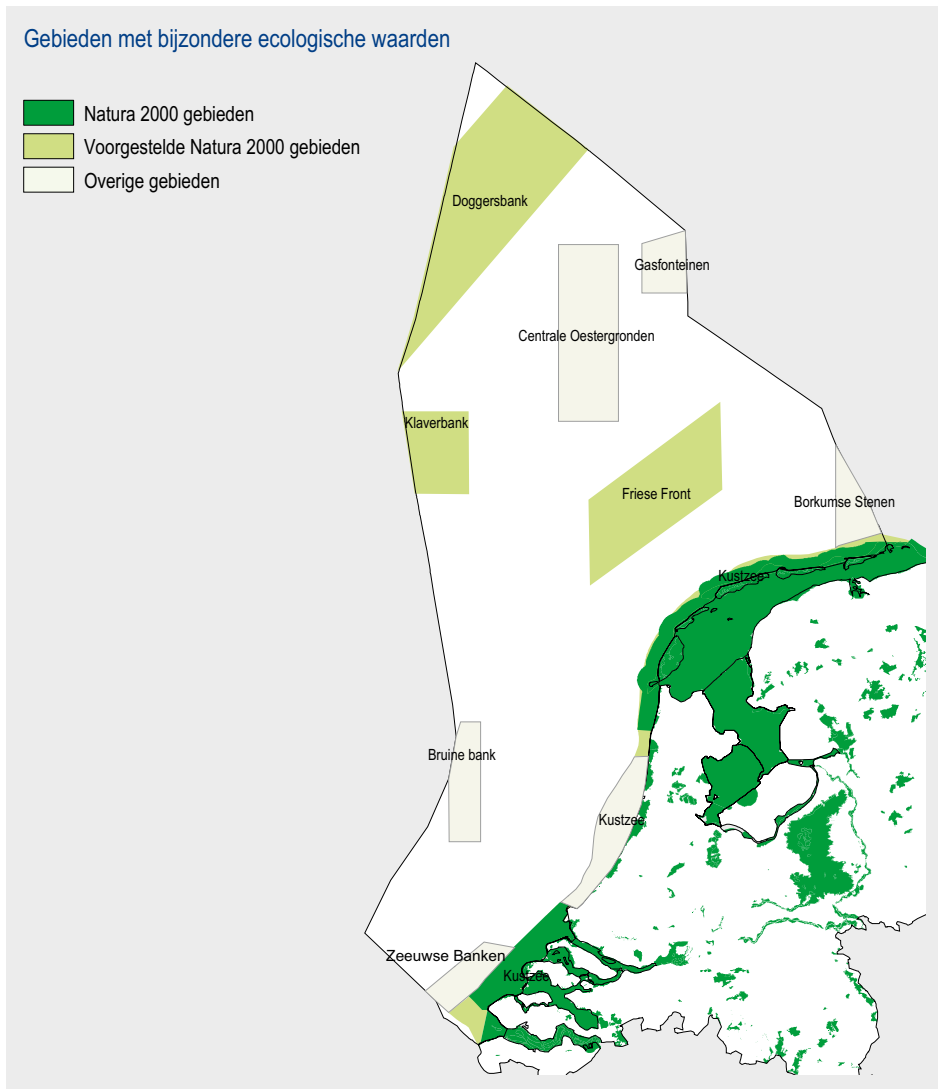 Gebieden met bijzondere ecologische waarden
Natura 2000 gebieden
Voorgestelde Natura 2000 gebieden
Overige gebieden
Doggersbank
Gasfonteinen
Centrale Oestergronden
Klaverbank
Friese Front
Borkumse Stenen
Kustzee
Bruine bank
Kustzee
Zeeuwse Banken
Kustzee